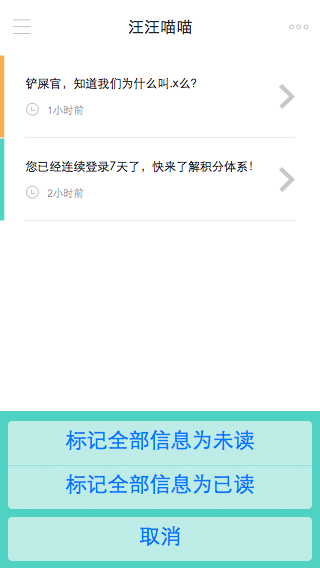 汪汪喵喵
铲屎官，知道我们为什么叫.x么?
1小时前
您已经连续登录7天了，快来了解积分体系！
2小时前
标记全部信息为未读
标记全部信息为已读
取消